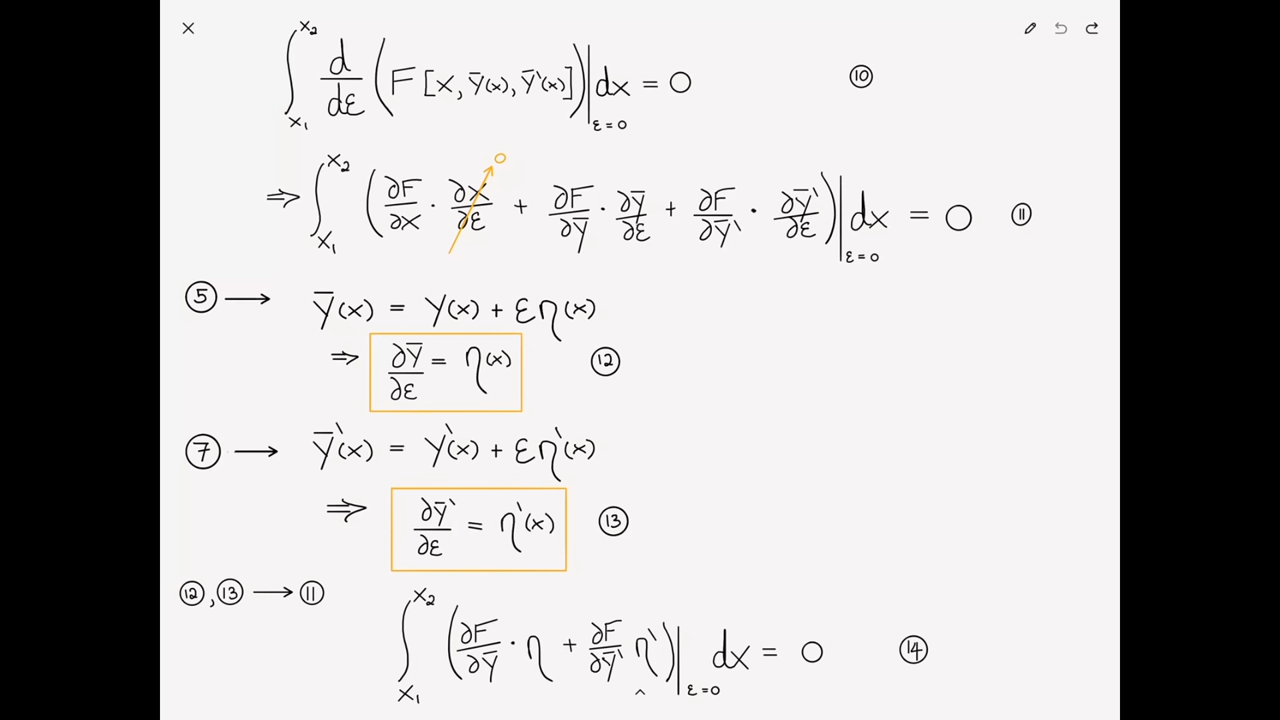 ∫_{x₁}^{x₂} d/dε (F[x, ȳ(x), ȳ`(x)])|_{ε=0} dx = 0 ⑩
⇒ ∫_{x₁}^{x₂} (∂F/∂x · ∂x/∂ε + ∂F/∂ȳ · ∂ȳ/∂ε + ∂F/∂ȳ` · ∂ȳ`/∂ε)|_{ε=0} dx = 0 ⑪
0
⑤ → ȳ(x) = y(x) + εη(x)
⇒ ∂ȳ/∂ε = η(x) ⑫
⑦ → ȳ`(x) = y`(x) + εη`(x)
⇒ ∂ȳ`/∂ε = η`(x) ⑬
⑫,⑬ → ⑪
∫_{x₁}^{x₂} (∂F/∂ȳ · η + ∂F/∂ȳ` η`)|_{ε=0} dx = 0 ⑭